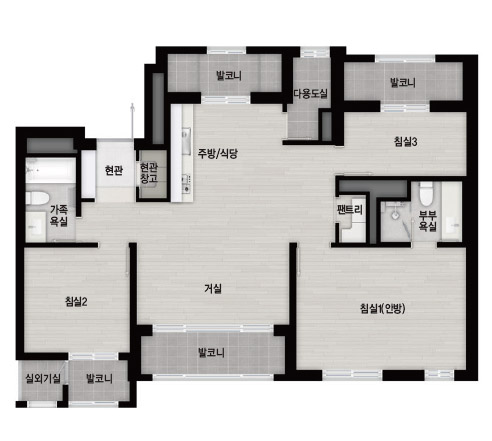 발코니
다용도실
발코니
주방/식당
침실3
현관
현관
창고
가족
욕실
팬트리
부부
욕실
침실2
거실
침실1(안방)
발코니
실외기실
발코니